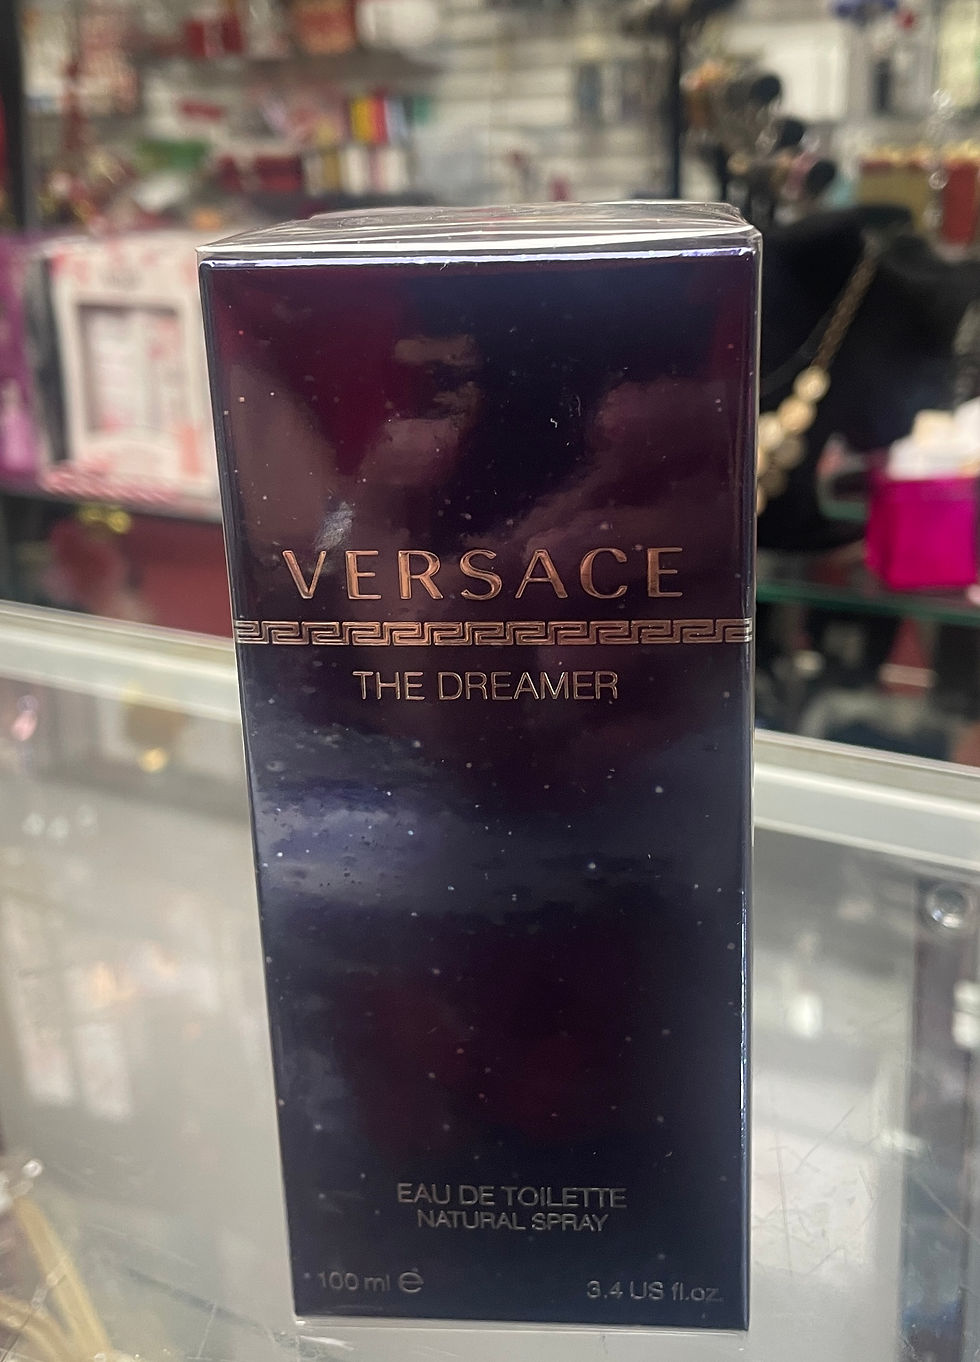 VERSACE
THE DREAMER
EAU DE TOILETTE
NATURAL SPRAY
100 ml ℮
3.4 US fl.oz.